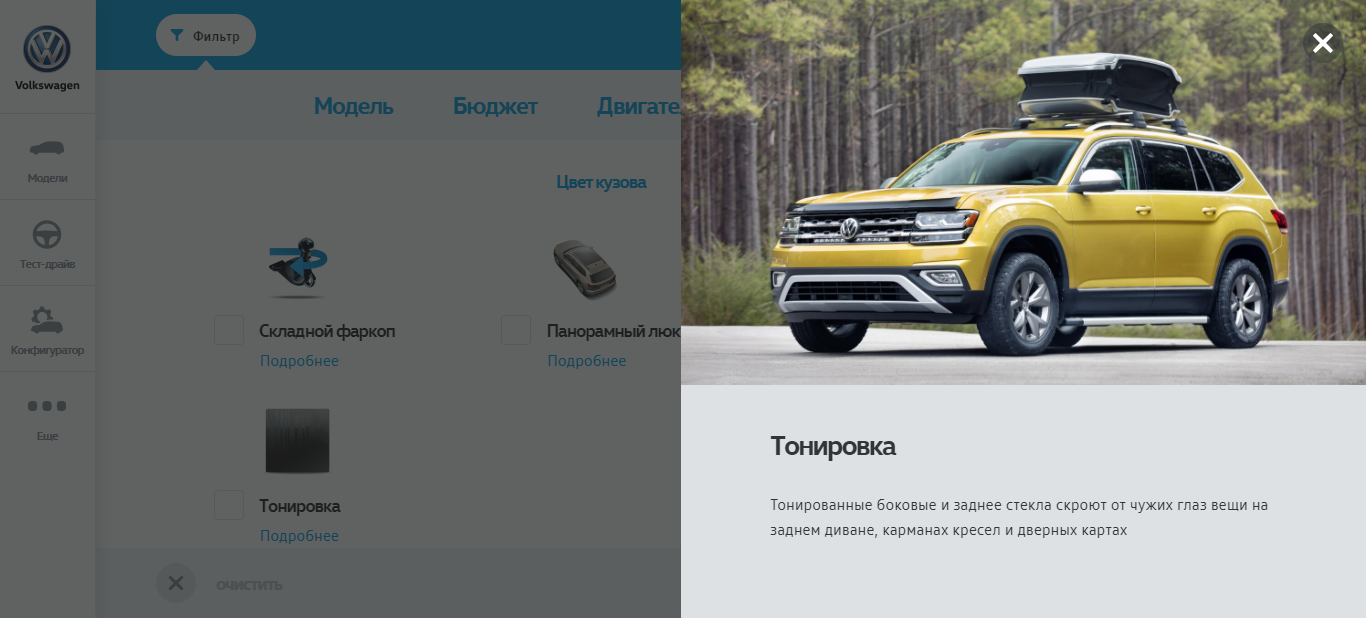 Volkswagen
Модели
Тест-драйв
Конфигуратор
Еще
Фильтр
Модель
Бюджет
Двигате
Цвет кузова
Складной фаркоп
Подробнее
Панорамный люк
Подробнее
Тонировка
Подробнее
очистить
Тонировка
Тонированные боковые и заднее стекла скроют от чужих глаз вещи на
заднем диване, карманах кресел и дверных картах